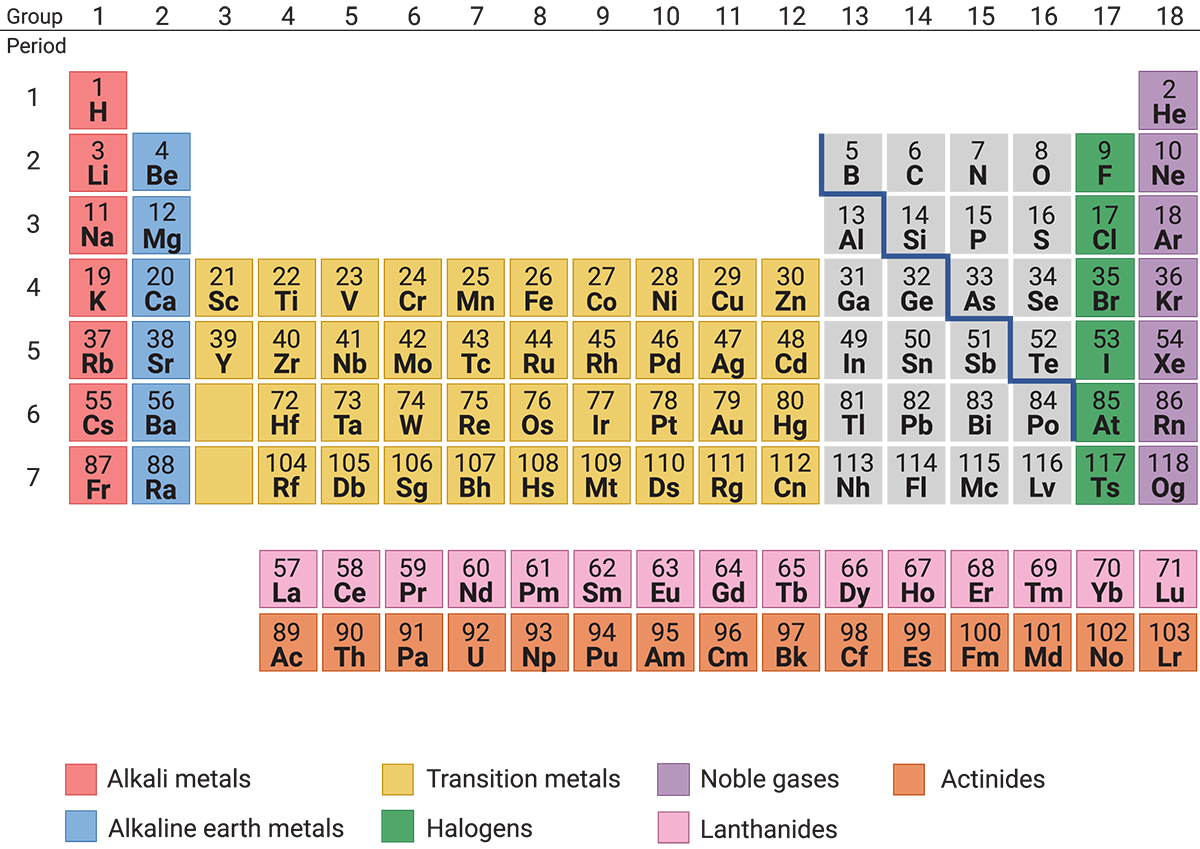 Group 1 2 3 4 5 6 7 8 9 10 11 12 13 14 15 16 17 18
Period
1 1 2
H He
2 3 4 5 6 7 8 9 10
Li Be B C N O F Ne
3 11 12 13 14 15 16 17 18
Na Mg Al Si P S Cl Ar
4 19 20 21 22 23 24 25 26 27 28 29 30 31 32 33 34 35 36
K Ca Sc Ti V Cr Mn Fe Co Ni Cu Zn Ga Ge As Se Br Kr
5 37 38 39 40 41 42 43 44 45 46 47 48 49 50 51 52 53 54
Rb Sr Y Zr Nb Mo Tc Ru Rh Pd Ag Cd In Sn Sb Te I Xe
6 55 56 72 73 74 75 76 77 78 79 80 81 82 83 84 85 86
Cs Ba Hf Ta W Re Os Ir Pt Au Hg Tl Pb Bi Po At Rn
7 87 88 104 105 106 107 108 109 110 111 112 113 114 115 116 117 118
Fr Ra Rf Db Sg Bh Hs Mt Ds Rg Cn Nh Fl Mc Lv Ts Og
57 58 59 60 61 62 63 64 65 66 67 68 69 70 71
La Ce Pr Nd Pm Sm Eu Gd Tb Dy Ho Er Tm Yb Lu
89 90 91 92 93 94 95 96 97 98 99 100 101 102 103
Ac Th Pa U Np Pu Am Cm Bk Cf Es Fm Md No Lr
Alkali metals Transition metals Noble gases Actinides
Alkaline earth metals Halogens Lanthanides